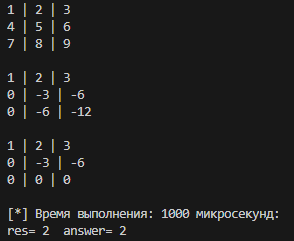 1 | 2 | 3
4 | 5 | 6
7 | 8 | 9
1 | 2 | 3
0 | -3 | -6
0 | -6 | -12
1 | 2 | 3
0 | -3 | -6
0 | 0 | 0
[*] Время выполнения: 1000 микросекунд:
res= 2  answer= 2